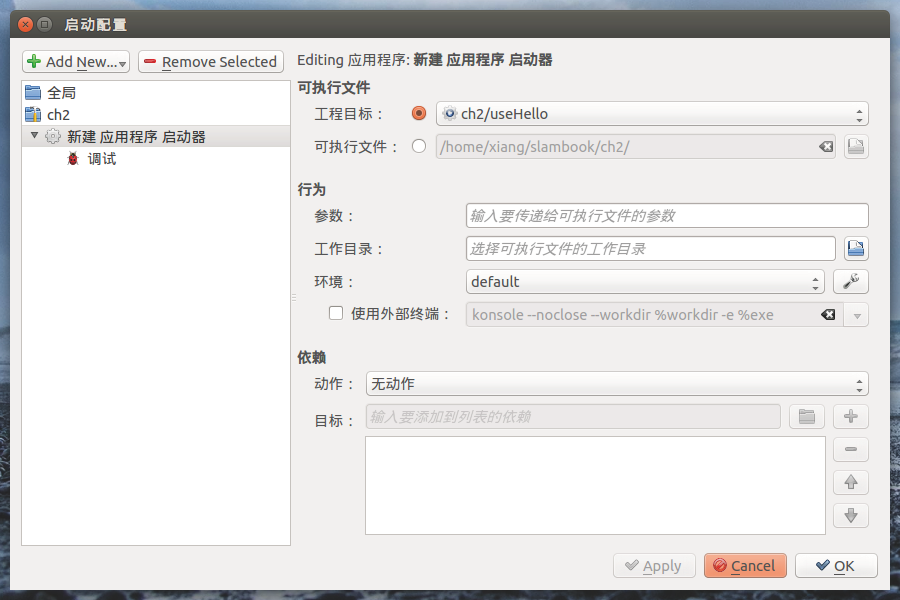 启动配置
Add New...
Remove Selected
Editing 应用程序: 新建 应用程序 启动器
全局
ch2
新建 应用程序 启动器
调试
可执行文件
工程目标：
ch2/useHello
可执行文件：
/home/xiang/slambook/ch2/
行为
参数：
输入要传递给可执行文件的参数
工作目录：
选择可执行文件的工作目录
环境：
default
使用外部终端：
konsole --noclose --workdir %workdir -e %exe
依赖
动作：
无动作
目标：
输入要添加到列表的依赖
Apply
Cancel
OK